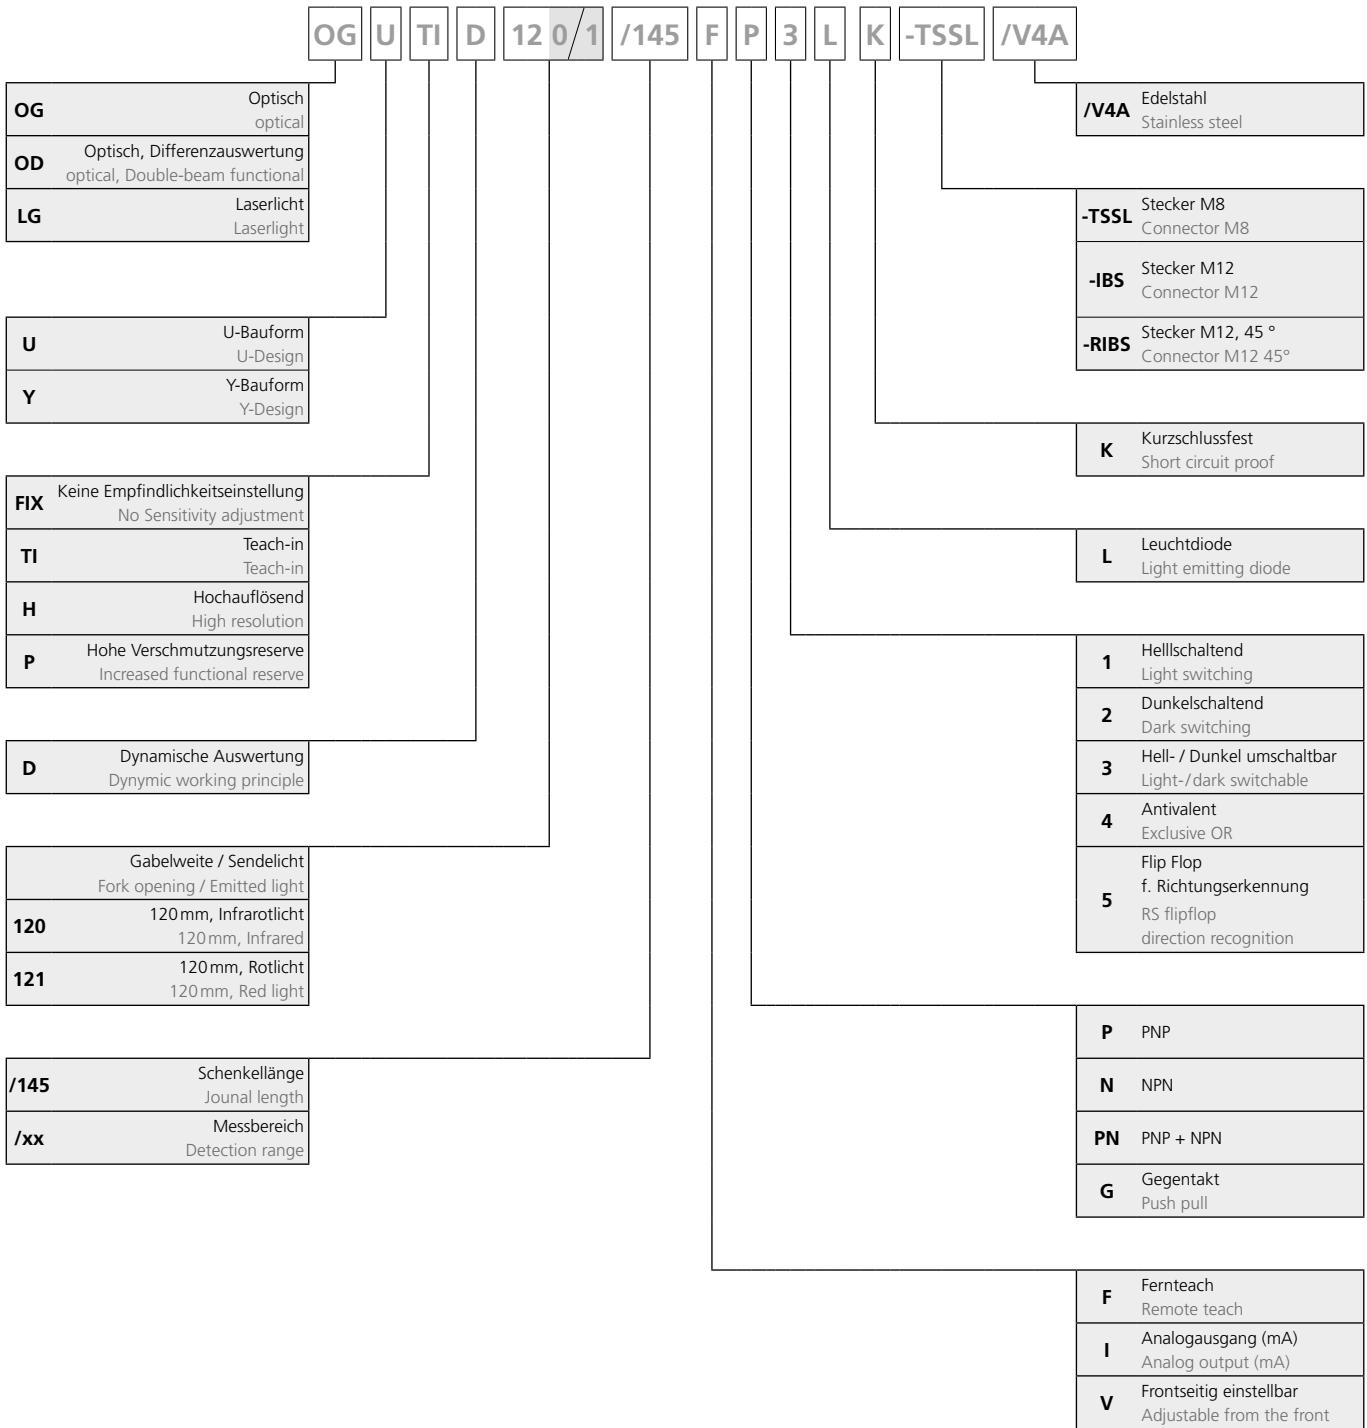 OG U TI D 12 0/1 /145 F P 3 L K -TSSL /V4A
OG Optisch
optical
OD Optisch, Differenzauswertung
optical, Double-beam functional
LG Laserlicht
Laserlight
U U-Bauform
U-Design
Y Y-Bauform
Y-Design
FIX Keine Empfindlichkeitseinstellung
No Sensitivity adjustment
TI Teach-in
Teach-in
H Hochauflösend
High resolution
P Hohe Verschmutzungsreserve
Increased functional reserve
D Dynamische Auswertung
Dynymic working principle
Gabelweite / Sendelicht
Fork opening / Emitted light
120 120 mm, Infrarotlicht
120 mm, Infrared
121 120 mm, Rotlicht
120 mm, Red light
/145 Schenkellänge
Jounal length
/xx Messbereich
Detection range
/V4A Edelstahl
Stainless steel
-TSSL Stecker M8
Connector M8
-IBS Stecker M12
Connector M12
-RIBS Stecker M12, 45 °
Connector M12 45°
K Kurzschlussfest
Short circuit proof
L Leuchtdiode
Light emitting diode
1 Helllschaltend
Light switching
2 Dunkelschaltend
Dark switching
3 Hell- / Dunkel umschaltbar
Light-/dark switchable
4 Antivalent
Exclusive OR
5 Flip Flop
f. Richtungserkennung
RS flipflop
direction recognition
P PNP
N NPN
PN PNP + NPN
G Gegentakt
Push pull
F Fernteach
Remote teach
I Analogausgang (mA)
Analog output (mA)
V Frontseitig einstellbar
Adjustable from the front